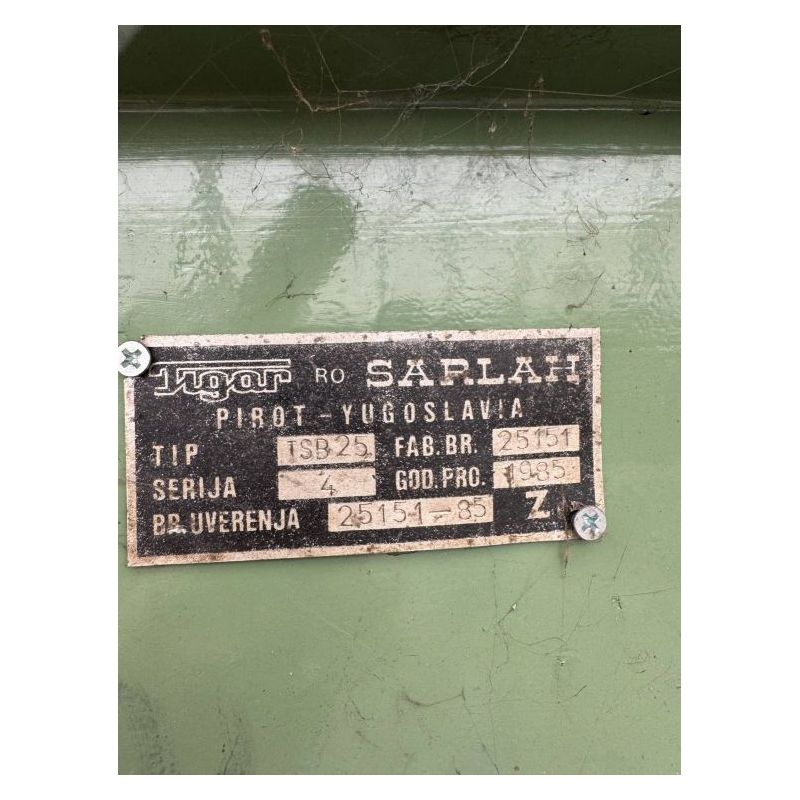 Tigar RO SARLAH
PIROT-YUGOSLAVIA
TIP TSB 25 FAB. BR. 25151
SERIJA 4 GOD. PRO. 1985
BR. UVERENJA 25151-85 Z